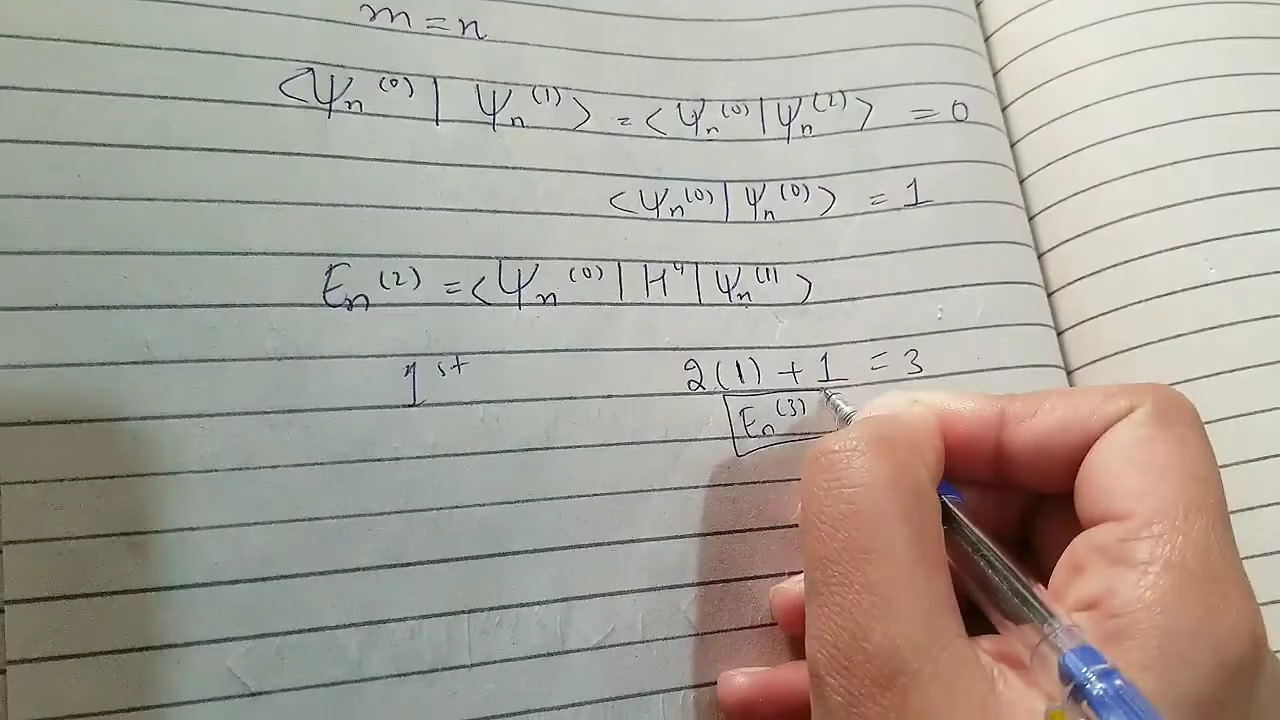 m = n
<ψn^(0) | ψn^(1)> = <ψn^(0) | ψn^(2)> = 0
<ψn^(0) | ψn^(0)> = 1
En^(2) = <ψn^(0) | H" | ψn^(1)>
1st 2(1) + 1 = 3
En^(3)